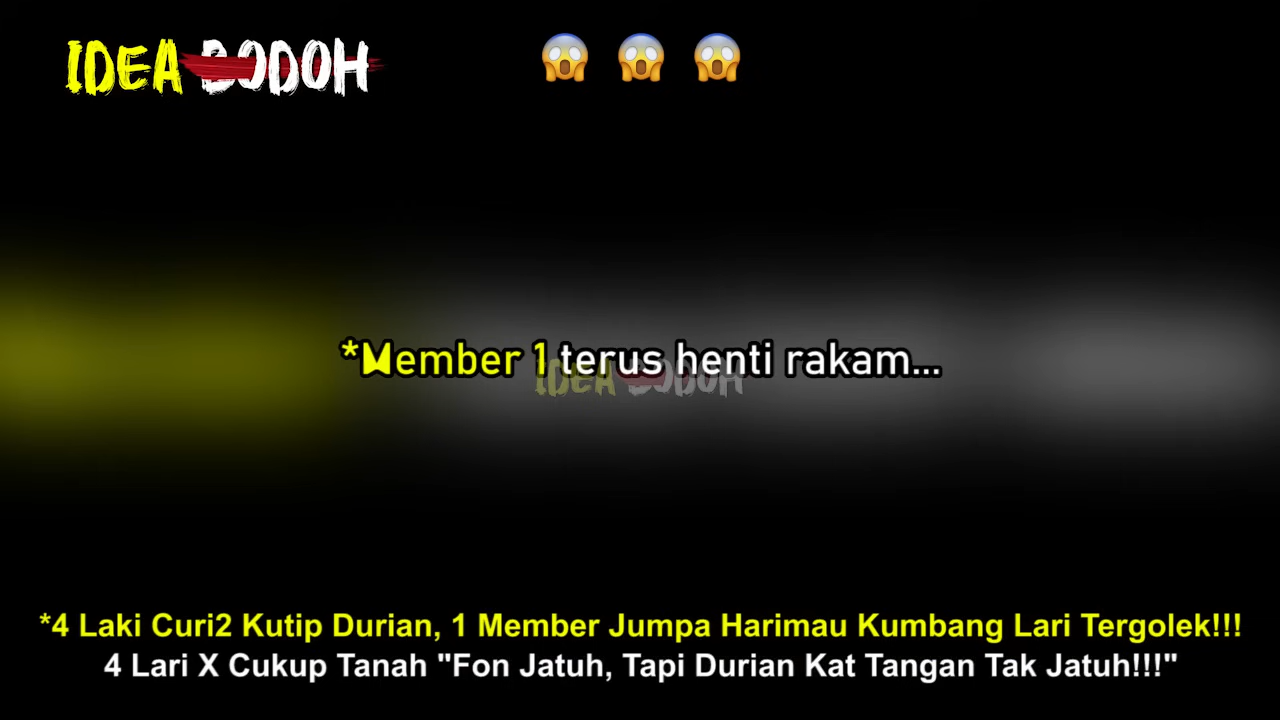 IDEA BODOH
*Member 1 terus henti rakam...
IDEA BODOH
*4 Laki Curi2 Kutip Durian, 1 Member Jumpa Harimau Kumbang Lari Tergolek!!!
4 Lari X Cukup Tanah "Fon Jatuh, Tapi Durian Kat Tangan Tak Jatuh!!!"